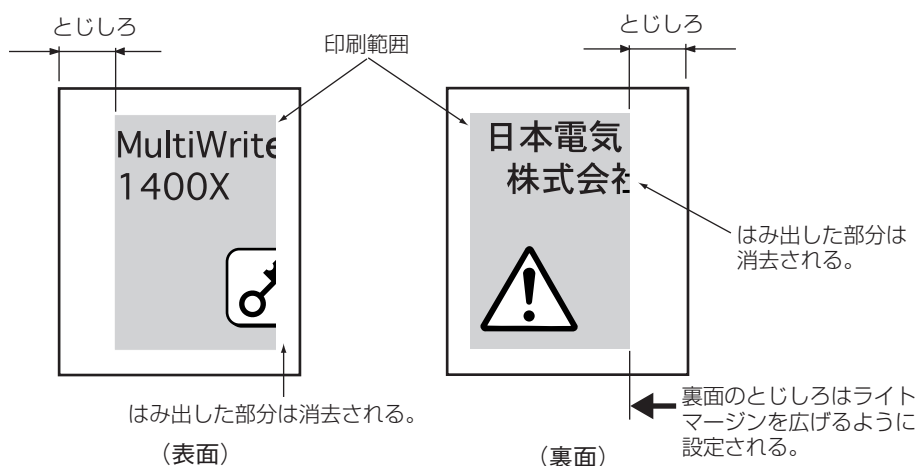 とじしろ
印刷範囲
とじしろ
MultiWrite
1400X
日本電気
株式会社
はみ出した部分は
消去される。
はみ出した部分は消去される。
裏面のとじしろはライト
マージンを広げるように
設定される。
（表面）
（裏面）